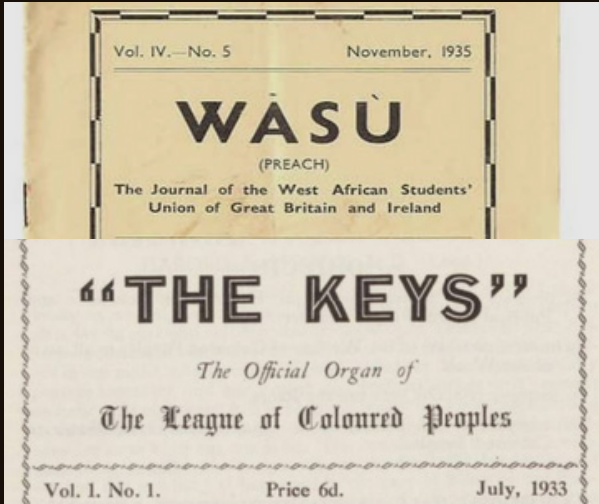 Vol. IV.—No. 5 November, 1935
WÀSÙ
(PREACH)
The Journal of the West African Students'
Union of Great Britain and Ireland
“THE KEYS”
The Official Organ of
The League of Coloured Peoples
Vol. 1. No. 1. Price 6d. July, 1933